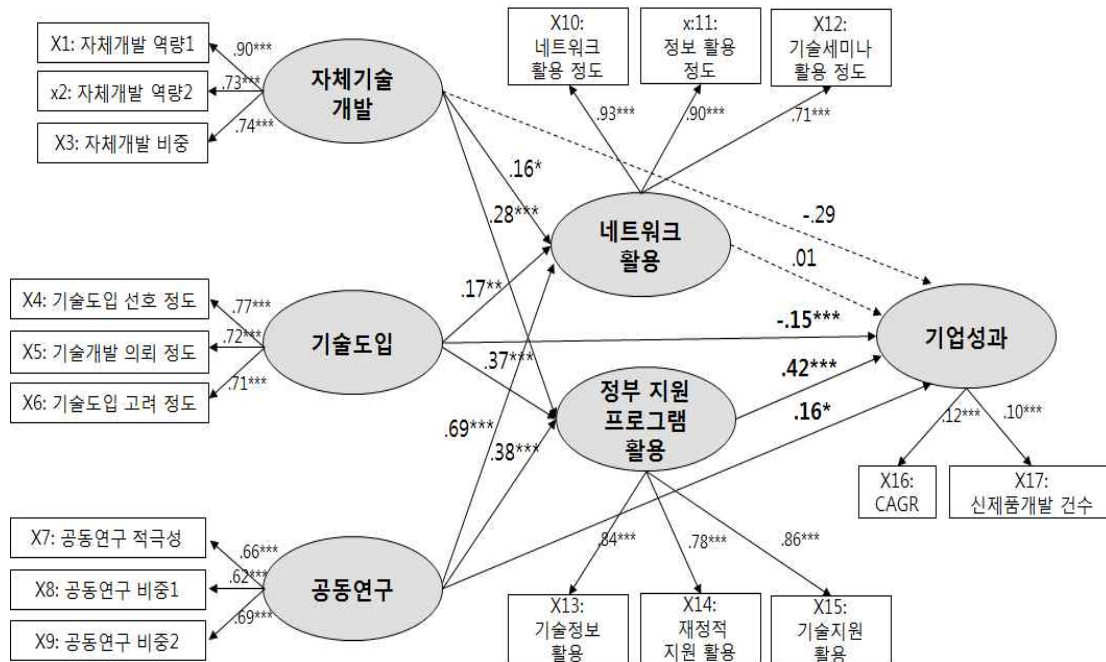 X1: 자체개발 역량1
x2: 자체개발 역량2
X3: 자체개발 비중
.90***
.73***
.74***
자체기술
개발
X10:
네트워크
활용 정도
x:11:
정보 활용
정도
X12:
기술세미나
활용 정도
.93***
.90***
.71***
.16*
.28***
네트워크
활용
-.29
.01
X4: 기술도입 선호 정도
X5: 기술개발 의뢰 정도
X6: 기술도입 고려 정도
.77***
.72***
.71***
기술도입
.17**
.37***
-.15***
.42***
.16*
기업성과
.12***
.10***
X16:
CAGR
X17:
신제품개발 건수
정부 지원
프로그램
활용
.69***
.38***
X7: 공동연구 적극성
X8: 공동연구 비중1
X9: 공동연구 비중2
.66***
.62***
.69***
공동연구
.84***
.78***
.86***
X13:
기술정보
활용
X14:
재정적
지원 활용
X15:
기술지원
활용